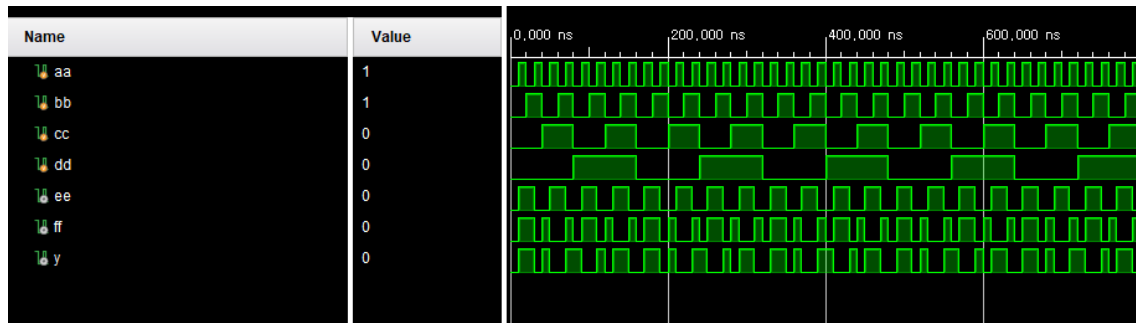 Name Value 0,000 ns 200,000 ns 400,000 ns 600,000 ns
aa 1
bb 1
cc 0
dd 0
ee 0
ff 0
y 0